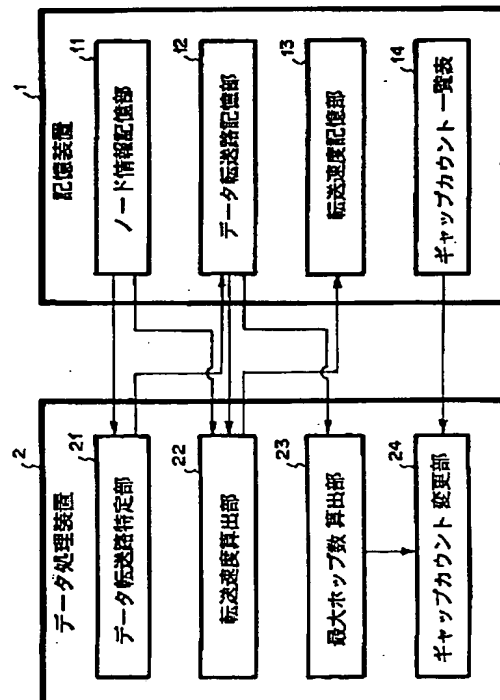 1
記憶装置
11
ノード情報記憶部
12
データ転送路記憶部
13
転送速度記憶部
14
ギャップカウント 一覧表
2
データ処理装置
21
データ転送路特定部
22
転送速度算出部
23
最大ホップ数 算出部
24
ギャップカウント 変更部